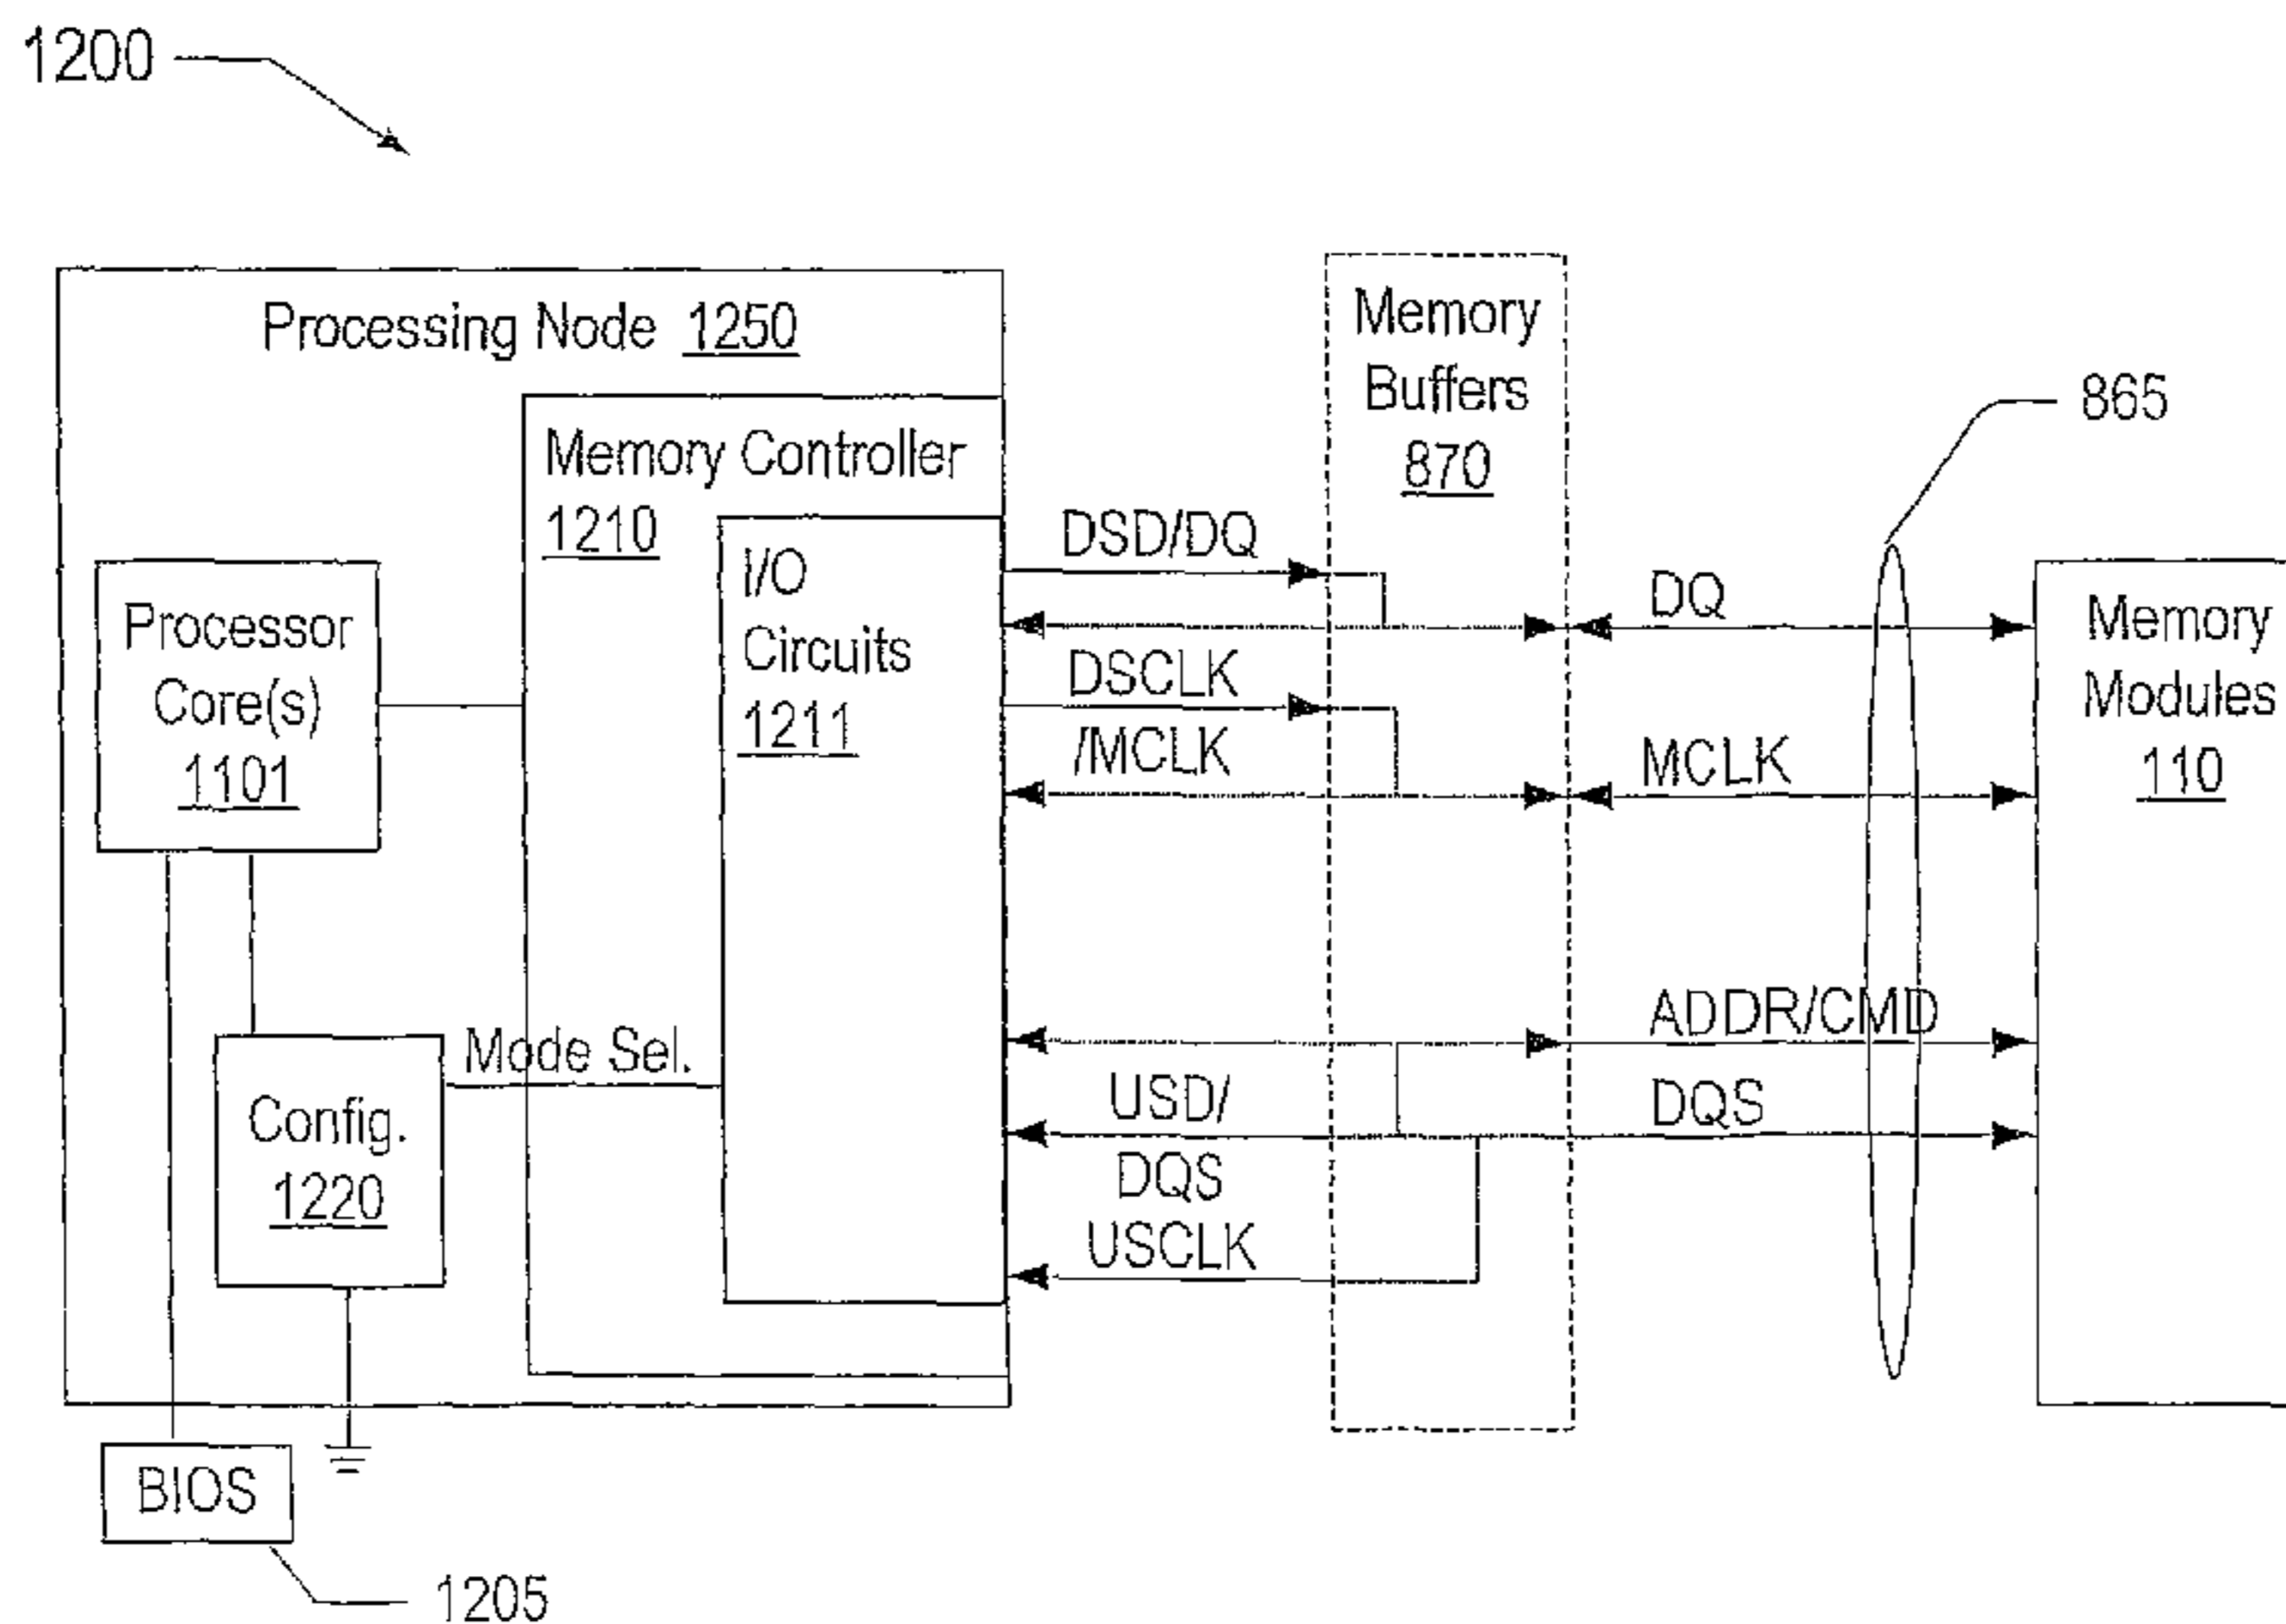 1200
Processing Node 1250
Memory Controller
1210
I/O
Circuits
1211
Processor
Core(s)
1101
Mode Sel.
Config.
1220
BIOS
1205
Memory
Buffers
870
DSD/DQ
DSCLK
/MCLK
USD/
DQS
USCLK
DQ
MCLK
ADDR/CMD
DQS
865
Memory
Modules
110